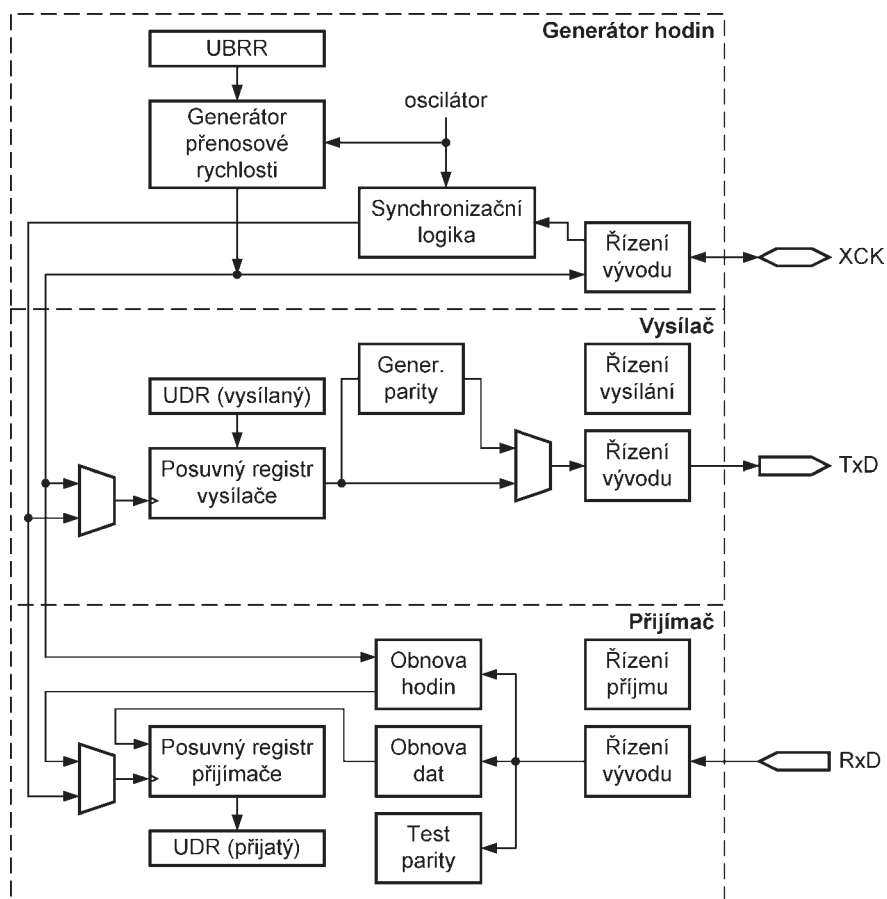 Generátor hodin
UBRR
oscilátor
Generátor
přenosové
rychlosti
Synchronizační
logika
Řízení
vývodu
XCK
Vysílač
Gener.
parity
Řízení
vysílání
UDR (vysílaný)
Posuvný registr
vysílače
Řízení
vývodu
TxD
Přijímač
Obnova
hodin
Řízení
příjmu
Posuvný registr
přijímače
Obnova
dat
Řízení
vývodu
RxD
UDR (přijatý)
Test
parity